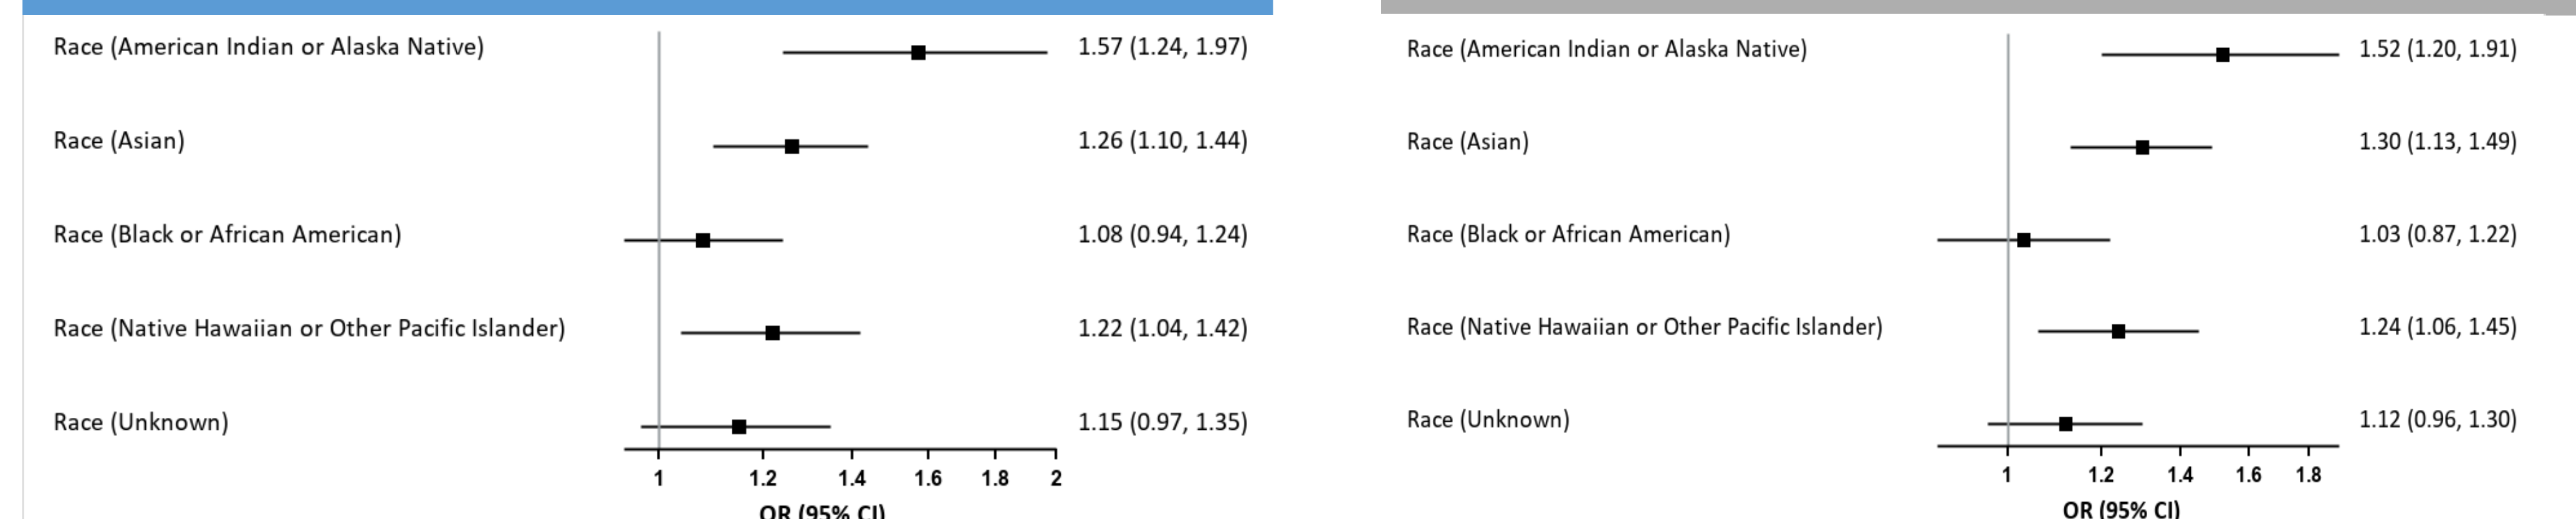 Race (American Indian or Alaska Native) 1.57 (1.24, 1.97)
Race (Asian) 1.26 (1.10, 1.44)
Race (Black or African American) 1.08 (0.94, 1.24)
Race (Native Hawaiian or Other Pacific Islander) 1.22 (1.04, 1.42)
Race (Unknown) 1.15 (0.97, 1.35)
1 1.2 1.4 1.6 1.8 2
OR (95% CI)
Race (American Indian or Alaska Native) 1.52 (1.20, 1.91)
Race (Asian) 1.30 (1.13, 1.49)
Race (Black or African American) 1.03 (0.87, 1.22)
Race (Native Hawaiian or Other Pacific Islander) 1.24 (1.06, 1.45)
Race (Unknown) 1.12 (0.96, 1.30)
1 1.2 1.4 1.6 1.8
OR (95% CI)